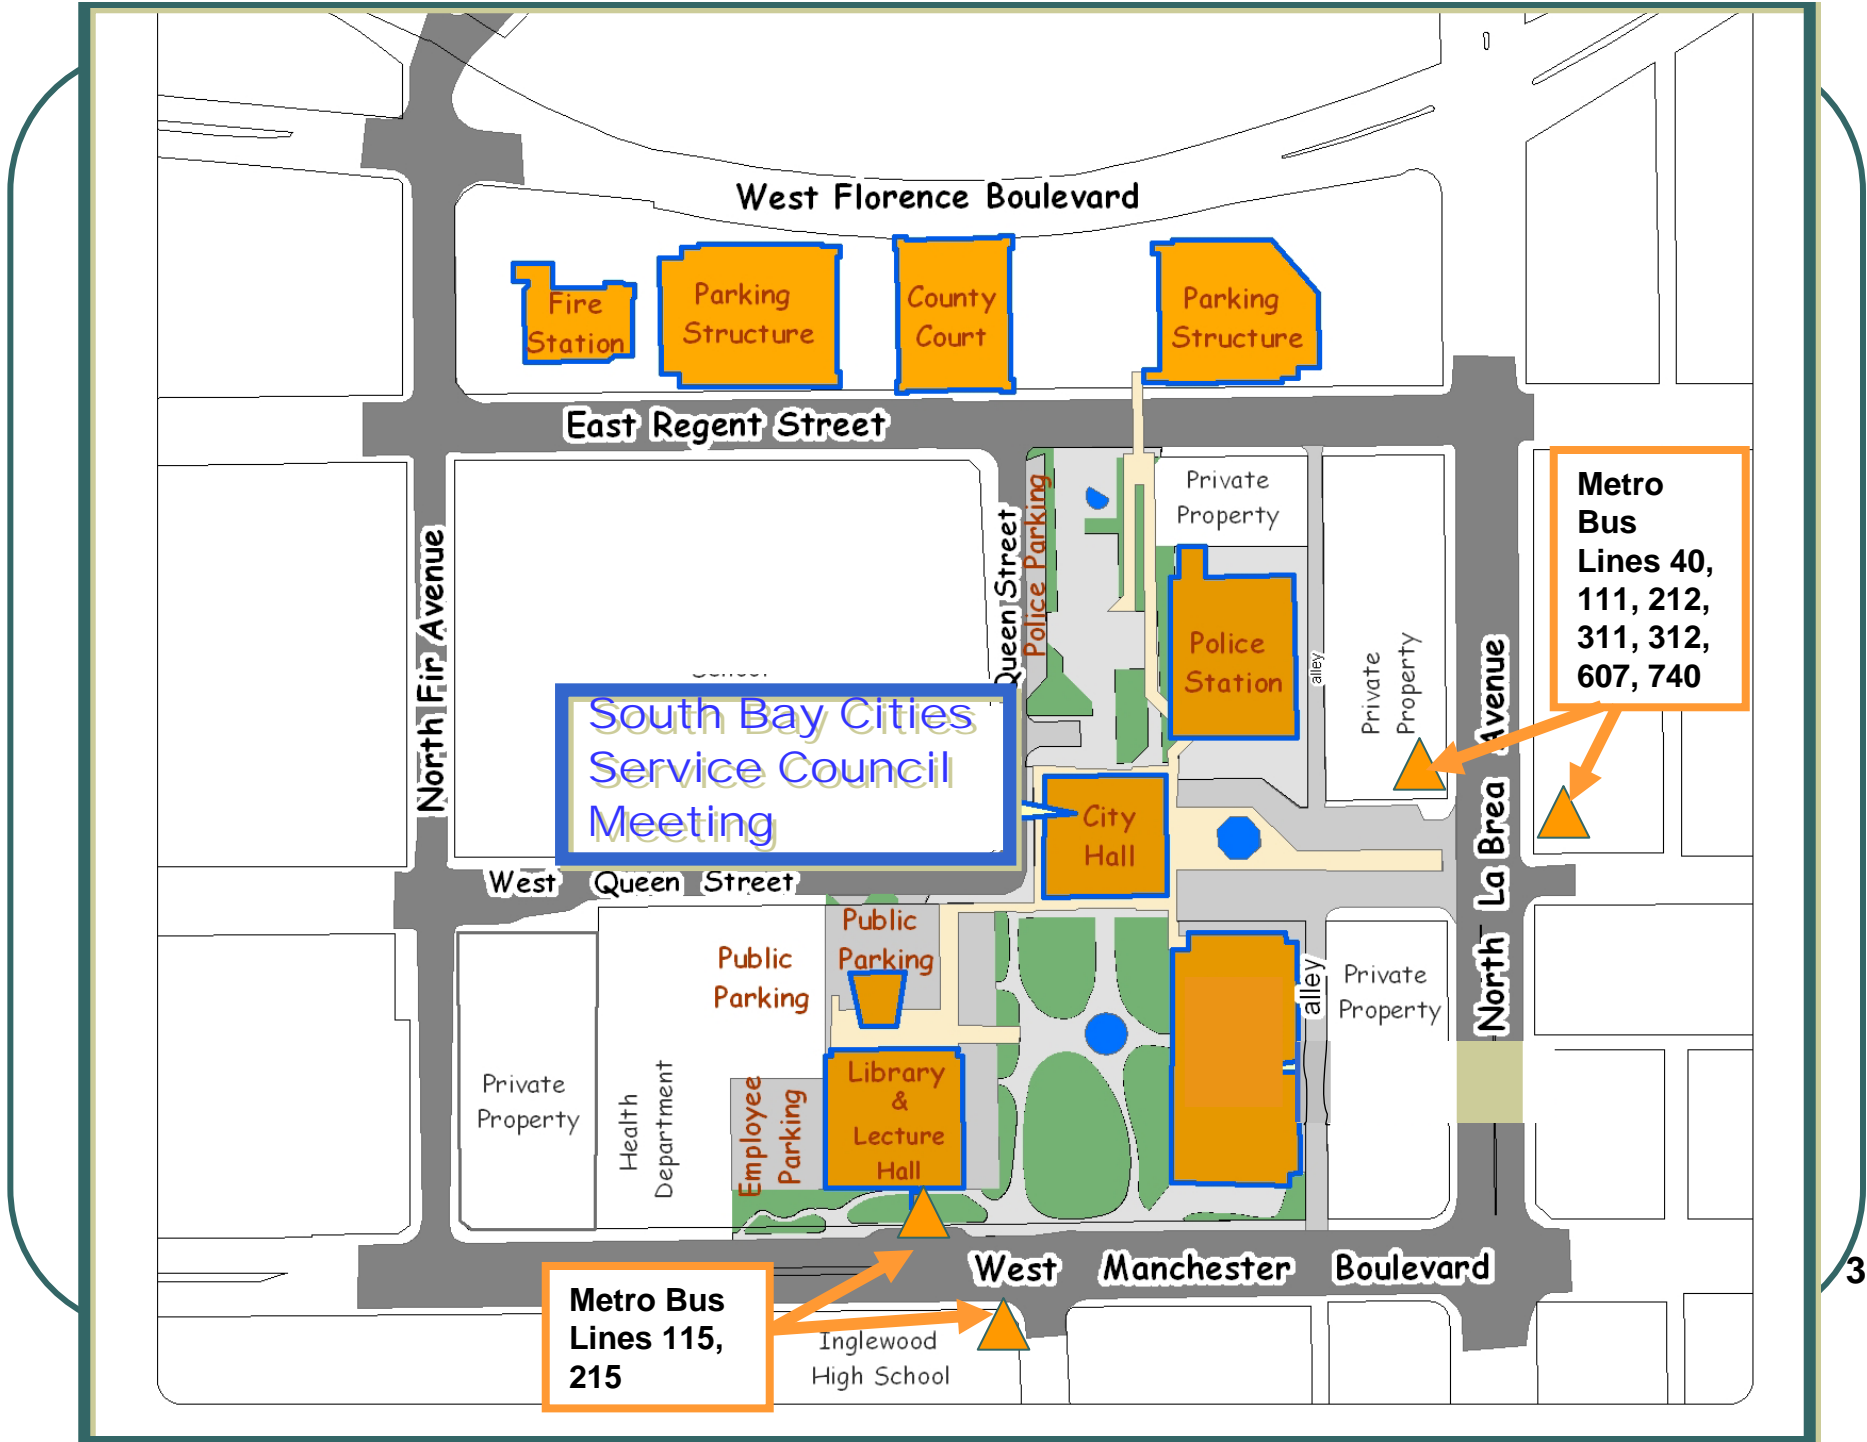 West Florence Boulevard
Fire
Station
Parking
Structure
County
Court
Parking
Structure
East Regent Street
Private
Property
Metro
Bus
Lines 40,
111, 212,
311, 312,
607, 740
North Fir Avenue
Queen Street
Police Parking
Police
Station
alley
Private
Property
North La Brea Avenue
South Bay Cities
Service Council
Meeting
City
Hall
West Queen Street
Public
Parking
Public
Parking
alley
Private
Property
Private
Property
Health
Department
Employee
Parking
Library
&
Lecture
Hall
West Manchester Boulevard
3
Metro Bus
Lines 115,
215
Inglewood
High School